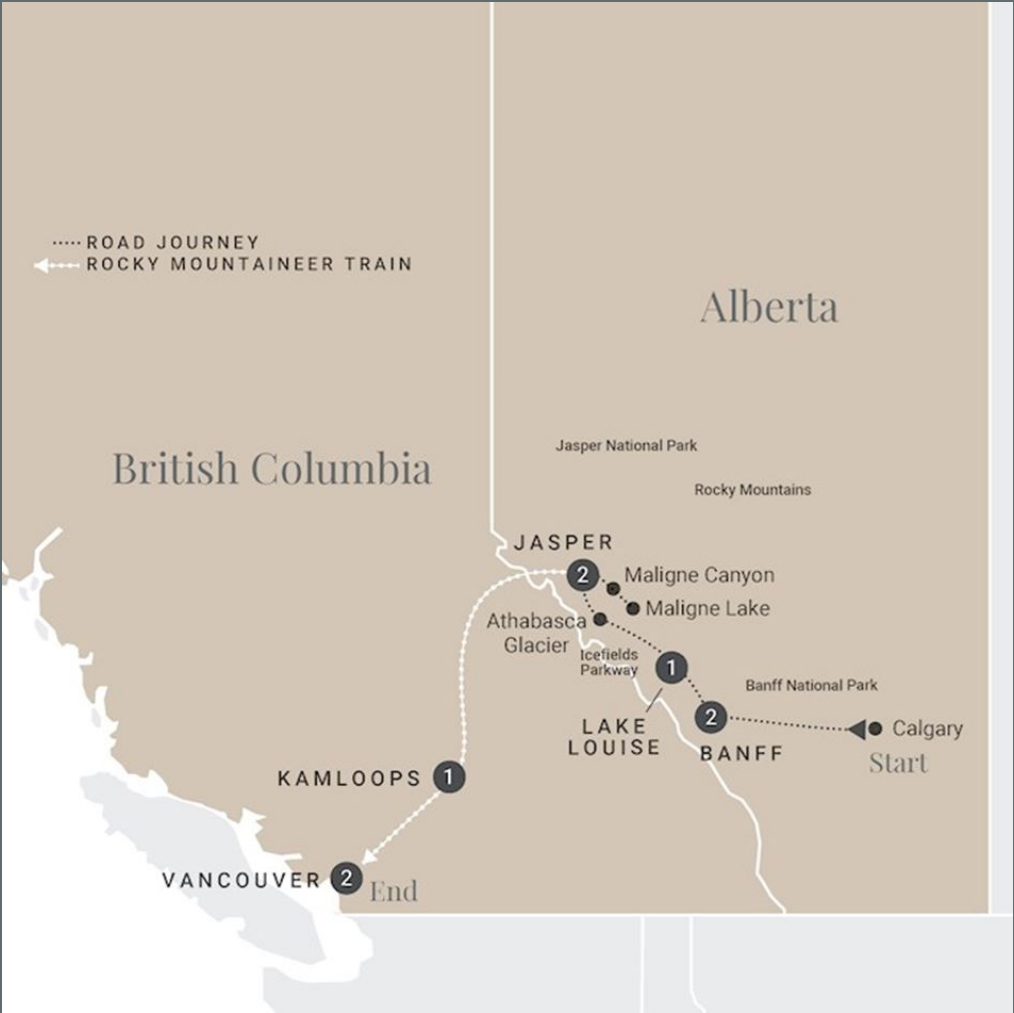 ROAD JOURNEY
ROCKY MOUNTAINEER TRAIN
Alberta
Jasper National Park
British Columbia
Rocky Mountains
JASPER
2
Maligne Canyon
Maligne Lake
Athabasca
Glacier
Icefields
Parkway
1
Banff National Park
2
LAKE
LOUISE
Calgary
BANFF
Start
KAMLOOPS 1
VANCOUVER 2
End